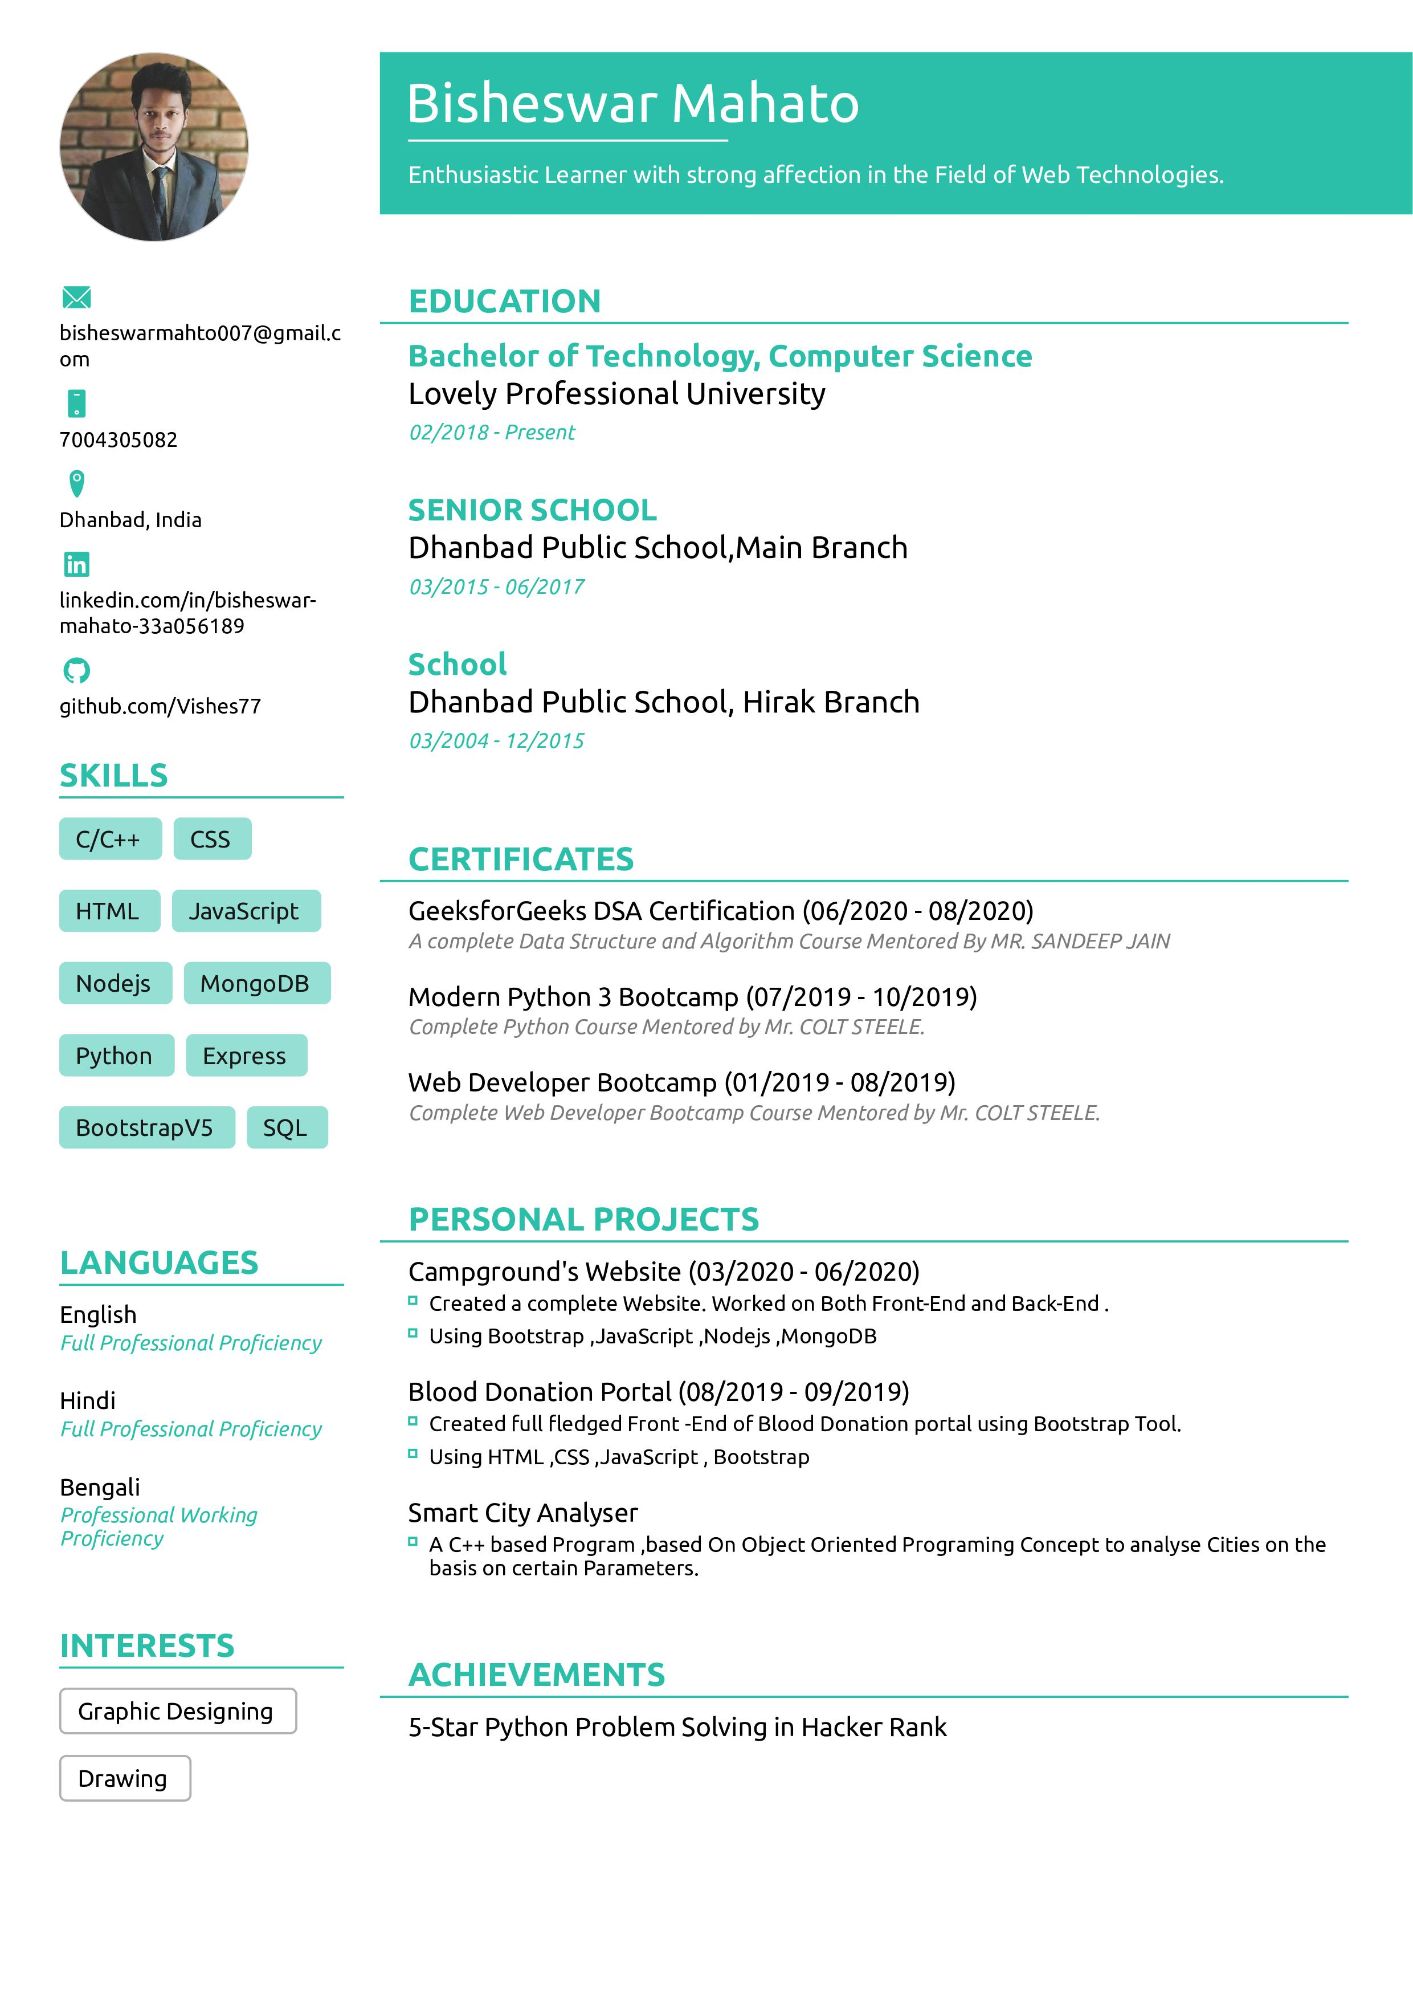 Bisheswar Mahato
Enthusiastic Learner with strong affection in the Field of Web Technologies.
bisheswarmahto007@gmail.c
om
7004305082
Dhanbad, India
linkedin.com/in/bisheswar-
mahato-33a056189
github.com/Vishes77
SKILLS
C/C++ CSS
HTML JavaScript
Nodejs MongoDB
Python Express
BootstrapV5 SQL
LANGUAGES
English
Full Professional Proficiency
Hindi
Full Professional Proficiency
Bengali
Professional Working
Proficiency
INTERESTS
Graphic Designing
Drawing
EDUCATION
Bachelor of Technology, Computer Science
Lovely Professional University
02/2018 - Present
SENIOR SCHOOL
Dhanbad Public School,Main Branch
03/2015 - 06/2017
School
Dhanbad Public School, Hirak Branch
03/2004 - 12/2015
CERTIFICATES
GeeksforGeeks DSA Certification (06/2020 - 08/2020)
A complete Data Structure and Algorithm Course Mentored By MR. SANDEEP JAIN
Modern Python 3 Bootcamp (07/2019 - 10/2019)
Complete Python Course Mentored by Mr. COLT STEELE.
Web Developer Bootcamp (01/2019 - 08/2019)
Complete Web Developer Bootcamp Course Mentored by Mr. COLT STEELE.
PERSONAL PROJECTS
Campground's Website (03/2020 - 06/2020)
Created a complete Website. Worked on Both Front-End and Back-End .
Using Bootstrap ,JavaScript ,Nodejs ,MongoDB
Blood Donation Portal (08/2019 - 09/2019)
Created full fledged Front -End of Blood Donation portal using Bootstrap Tool.
Using HTML ,CSS ,JavaScript , Bootstrap
Smart City Analyser
A C++ based Program ,based On Object Oriented Programing Concept to analyse Cities on the
basis on certain Parameters.
ACHIEVEMENTS
5-Star Python Problem Solving in Hacker Rank